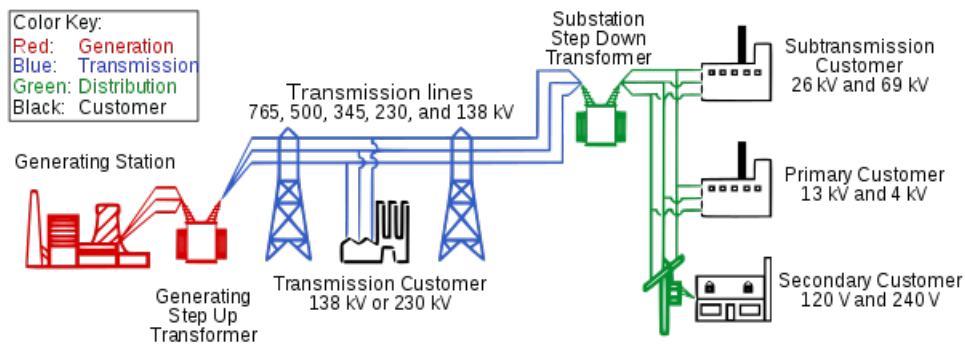 Color Key:
Red: Generation
Blue: Transmission
Green: Distribution
Black: Customer
Generating Station
Generating
Step Up
Transformer
Transmission lines
765, 500, 345, 230, and 138 kV
Transmission Customer
138 kV or 230 kV
Substation
Step Down
Transformer
Subtransmission
Customer
26 kV and 69 kV
Primary Customer
13 kV and 4 kV
Secondary Customer
120 V and 240 V